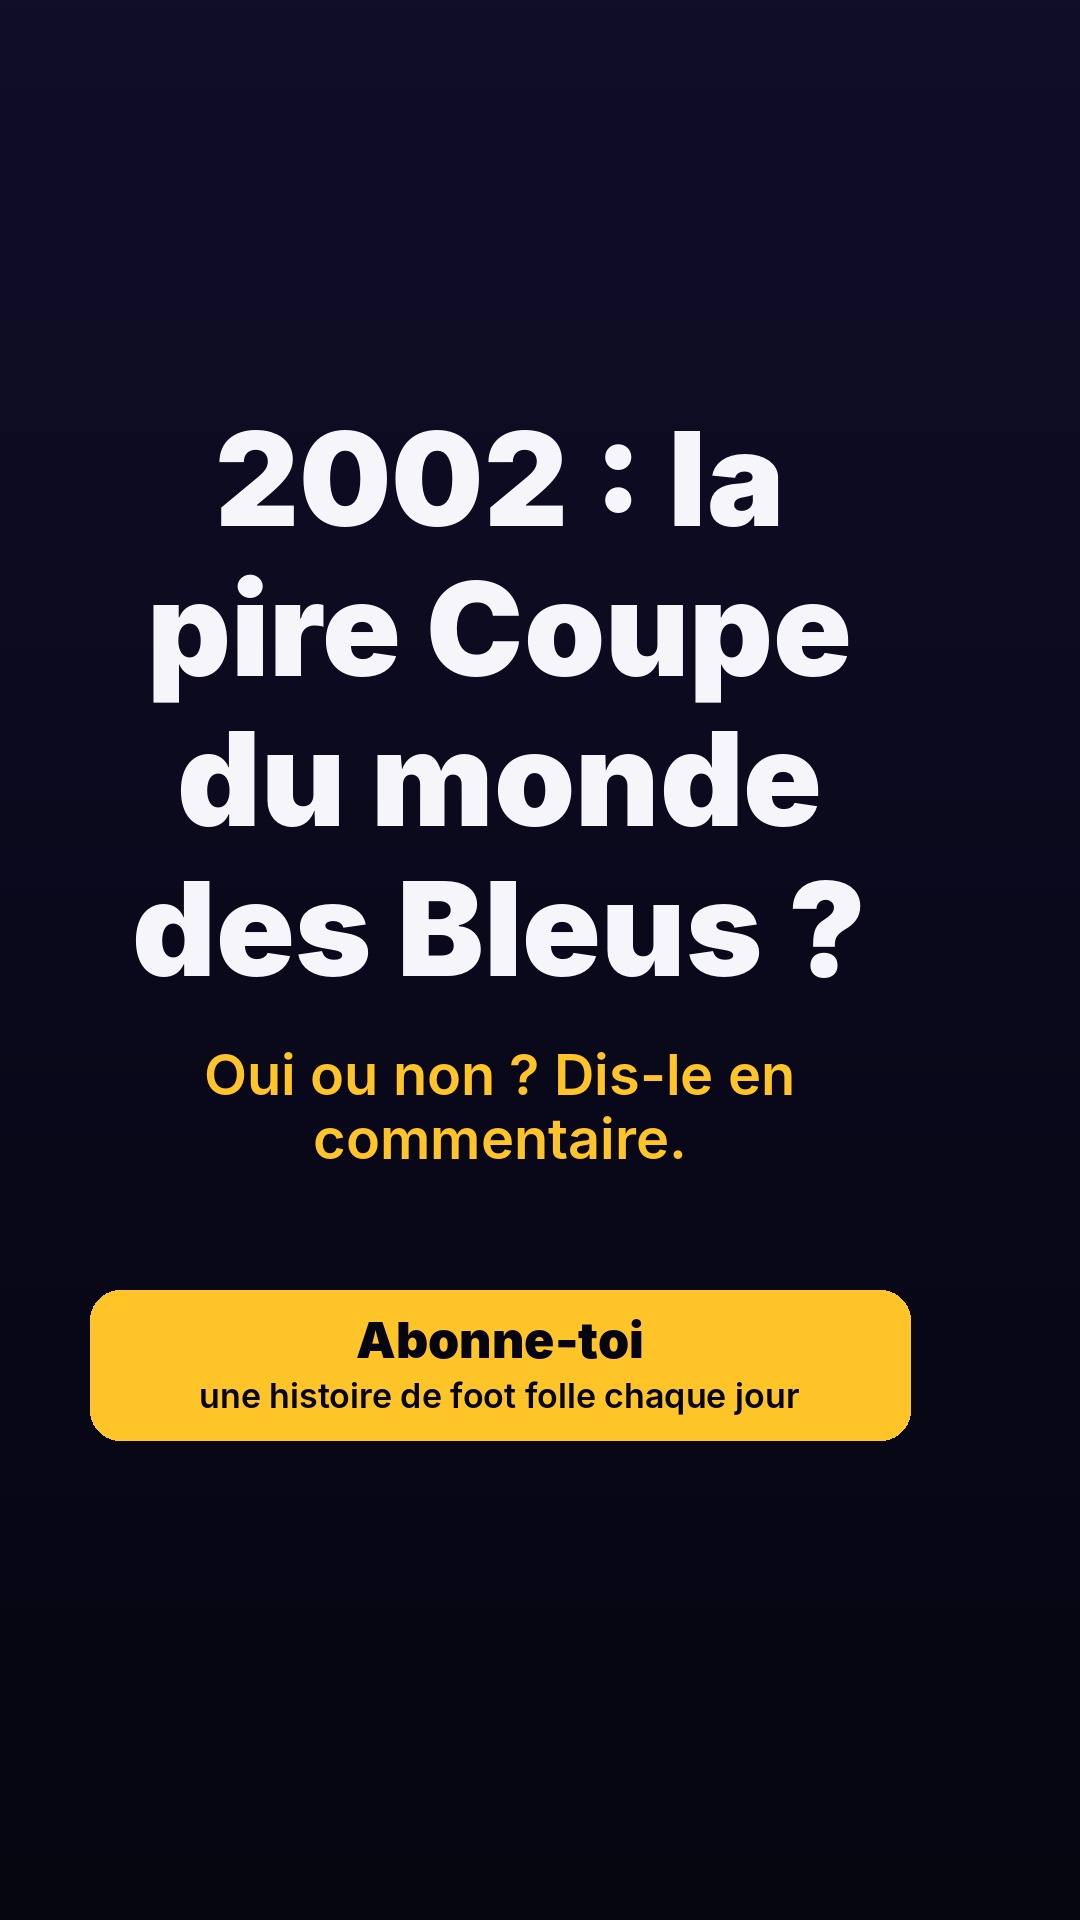 2002 : la
pire Coupe
du monde
des Bleus ?
Oui ou non ? Dis-le en
commentaire.
Abonne-toi
une histoire de foot folle chaque jour